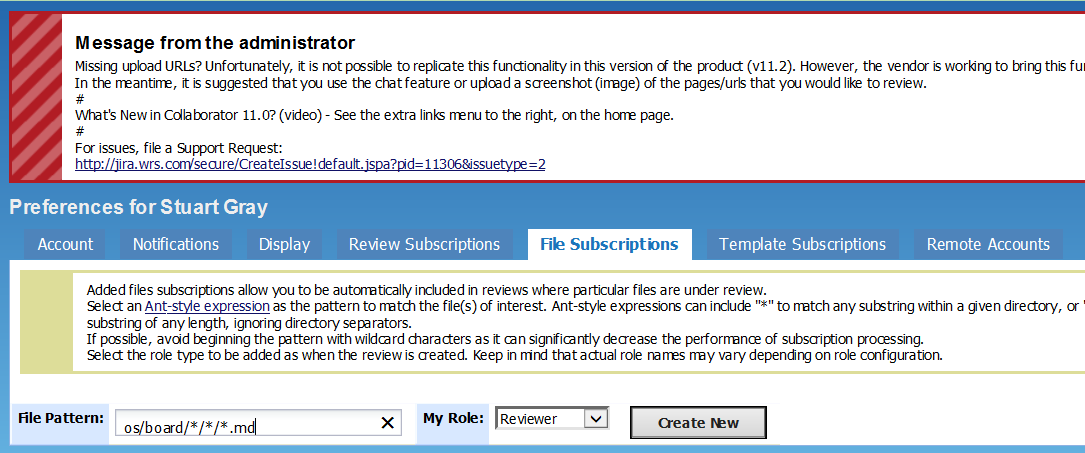 Message from the administrator
Missing upload URLs? Unfortunately, it is not possible to replicate this functionality in this version of the product (v11.2). However, the vendor is working to bring this fu
In the meantime, it is suggested that you use the chat feature or upload a screenshot (image) of the pages/urls that you would like to review.
#
What's New in Collaborator 11.0? (video) - See the extra links menu to the right, on the home page.
#
For issues, file a Support Request:
http://jira.wrs.com/secure/CreateIssue!default.jspa?pid=11306&issuetype=2
Preferences for Stuart Gray
Account Notifications Display Review Subscriptions File Subscriptions Template Subscriptions Remote Accounts
Added files subscriptions allow you to be automatically included in reviews where particular files are under review.
Select an Ant-style expression as the pattern to match the file(s) of interest. Ant-style expressions can include "*" to match any substring within a given directory, or "
substring of any length, ignoring directory separators.
If possible, avoid beginning the pattern with wildcard characters as it can significantly decrease the performance of subscription processing.
Select the role type to be added as when the review is created. Keep in mind that actual role names may vary depending on role configuration.
File Pattern: os/board/*/*/*.md My Role: Reviewer Create New